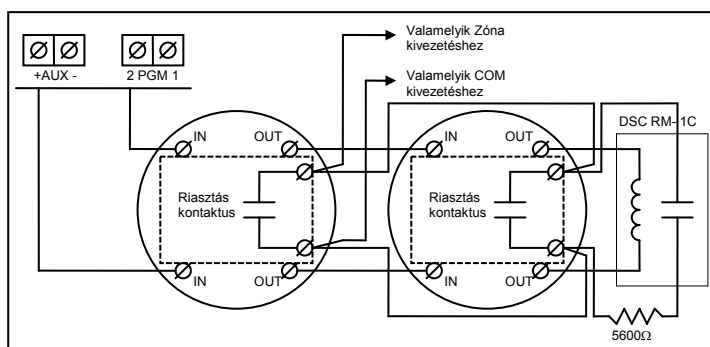 Valamelyik Zóna
kivezetéshez
+AUX -
2 PGM 1
Valamelyik COM
kivezetéshez
DSC RM- 1C
IN
OUT
IN
OUT
Riasztás
kontaktus
Riasztás
kontaktus
IN
OUT
IN
OUT
5600Ω